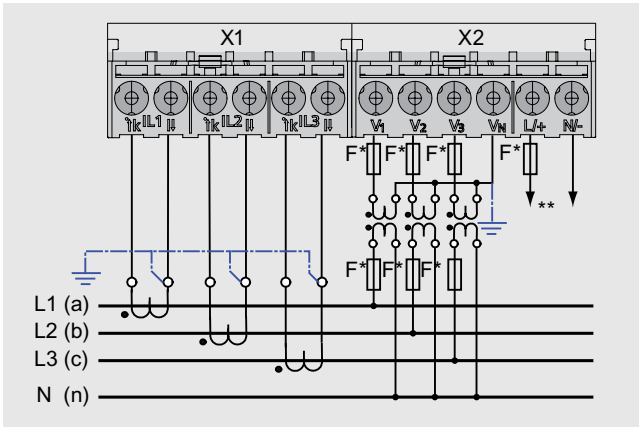 X1 X2
↑k IL1 I↓ ↑k IL2 I↓ ↑k IL3 I↓ V1 V2 V3 VN L/+ N/-
F* F* F* F*
**
F* F* F*
L1 (a)
L2 (b)
L3 (c)
N (n)